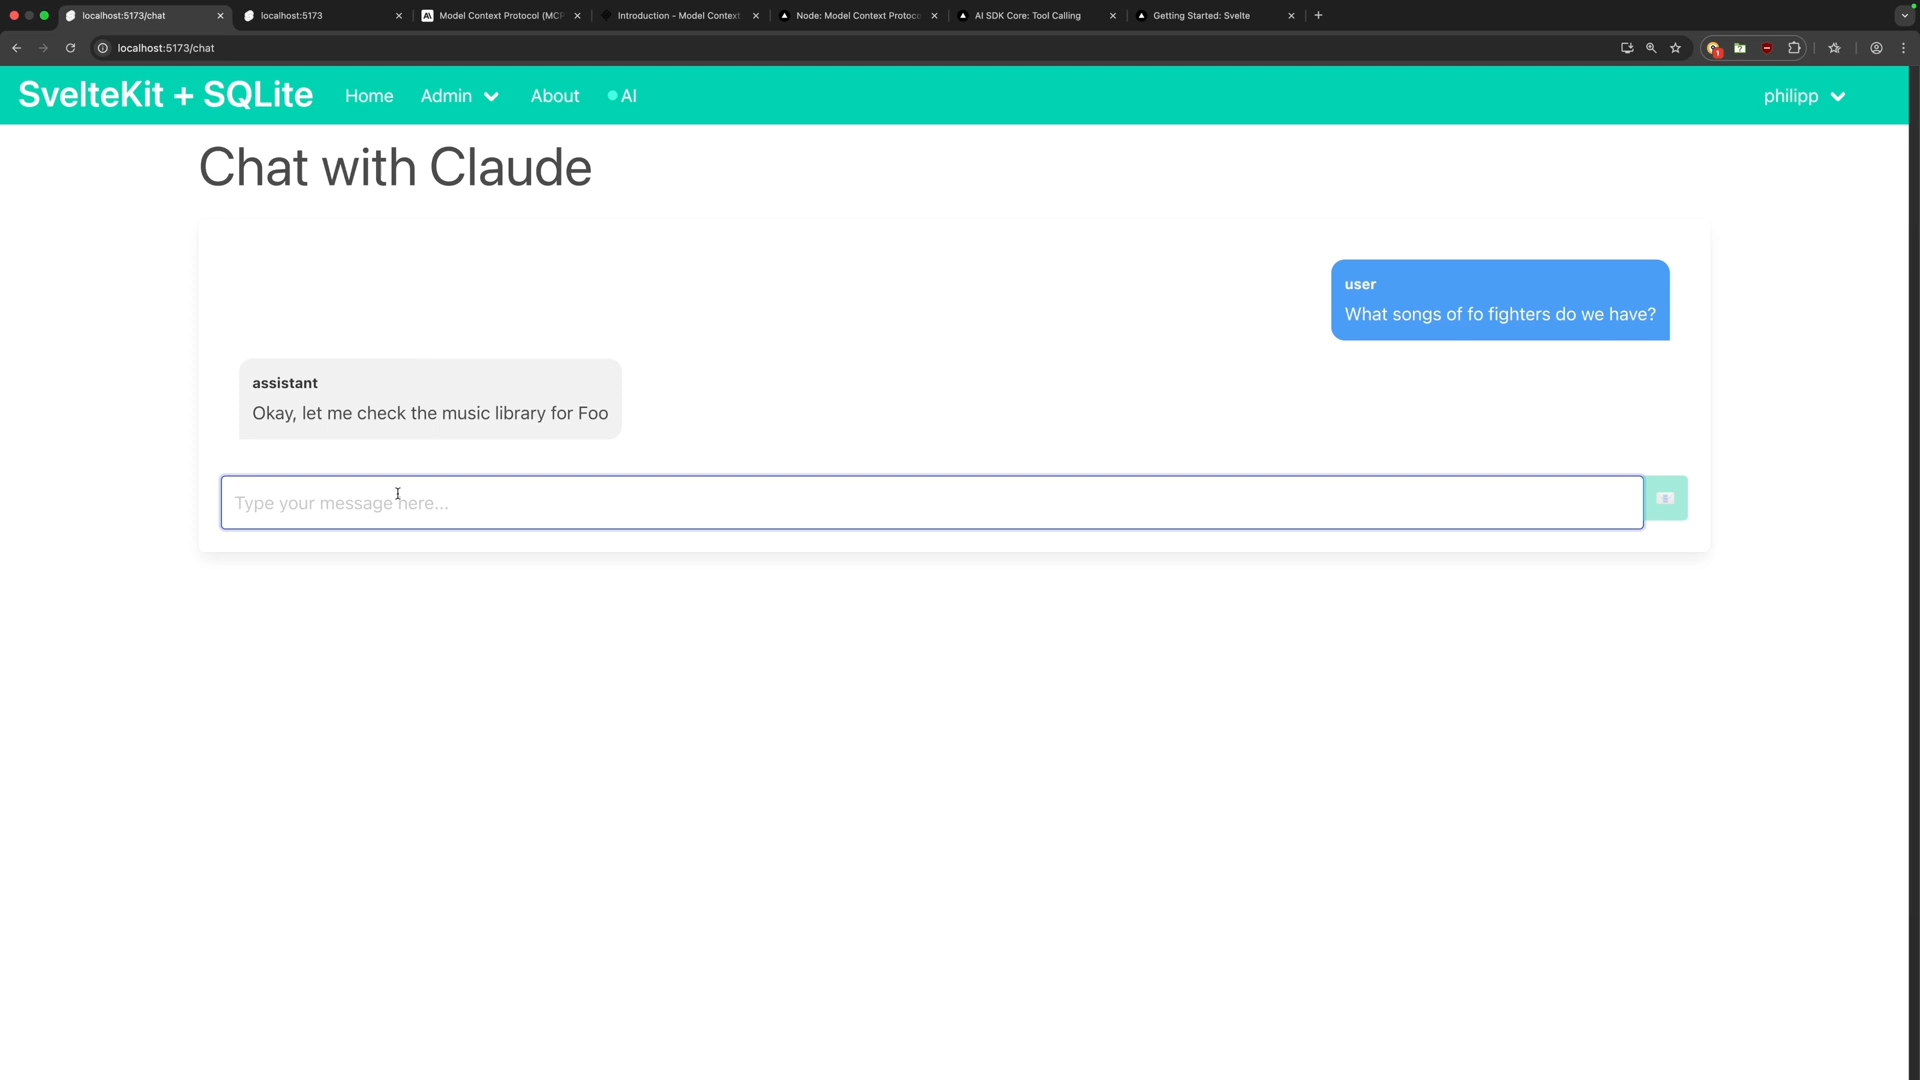 localhost:5173/chat
localhost:5173
Model Context Protocol (MCP
Introduction - Model Context
Node: Model Context Protoco
AI SDK Core: Tool Calling
Getting Started: Svelte
localhost:5173/chat
1
SvelteKit + SQLite
Home
Admin
About
AI
philipp
Chat with Claude
user
What songs of fo fighters do we have?
assistant
Okay, let me check the music library for Foo
Type your message here...